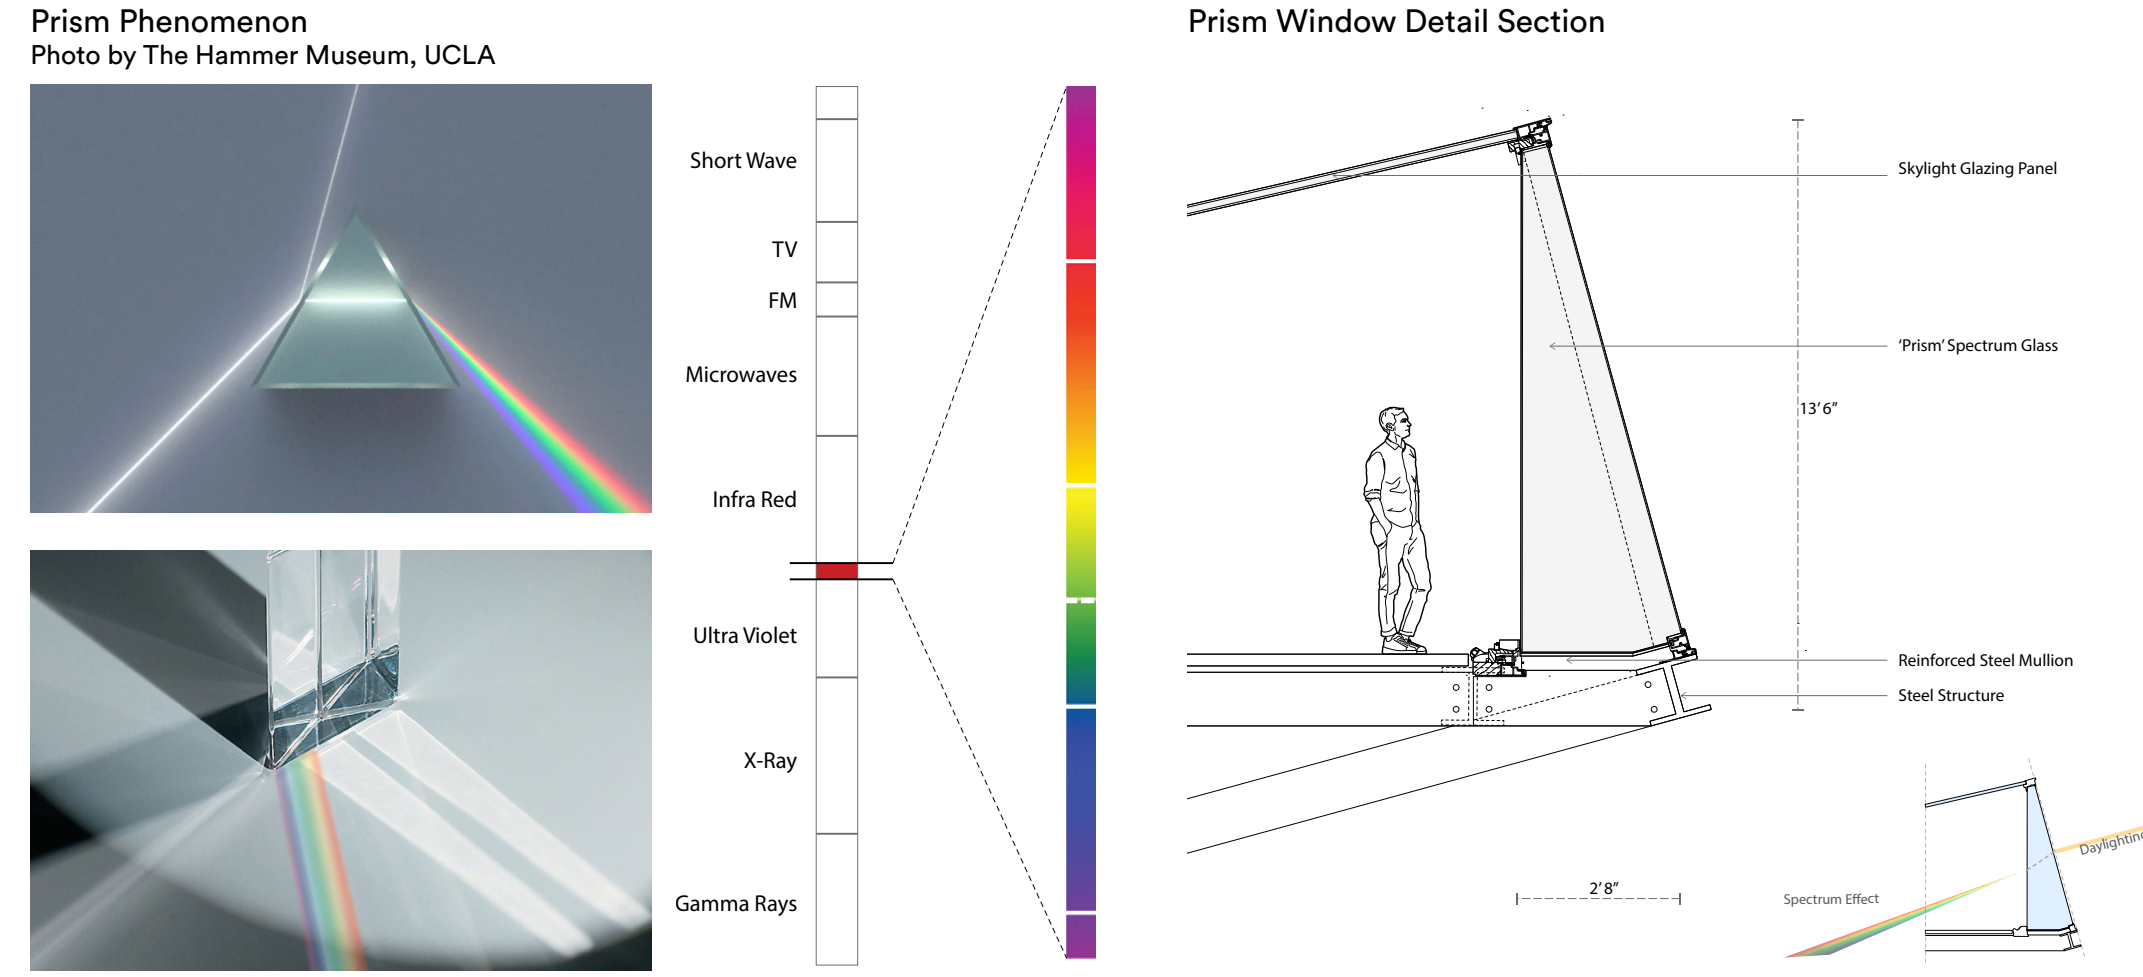 Prism Phenomenon
Photo by The Hammer Museum, UCLA
Short Wave
TV
FM
Microwaves
Infra Red
Ultra Violet
X-Ray
Gamma Rays
Prism Window Detail Section
Skylight Glazing Panel
‘Prism’ Spectrum Glass
13’ 6”
Reinforced Steel Mullion
Steel Structure
2’ 8”
Daylighting
Spectrum Effect